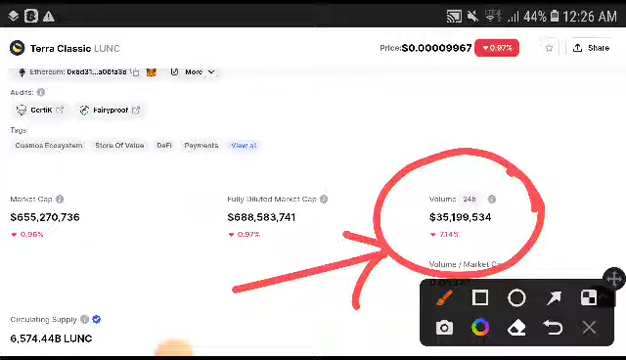 44% 12:26 AM
Terra Classic LUNC Price:$0.00009967 ▼0.97% Share
Ethereum: 0xbd31...a0bfa38 More
Audits:
CertiK Fairyproof
Tags
Cosmos Ecosystem Store Of Value DeFi Payments View all
Market Cap Fully Diluted Market Cap Volume 24h
$655,270,736 $688,583,741 $35,199,534
▼ 0.96% ▼ 0.97% ▼ 7.14%
Volume / Market Cap
Circulating Supply
6,574.44B LUNC